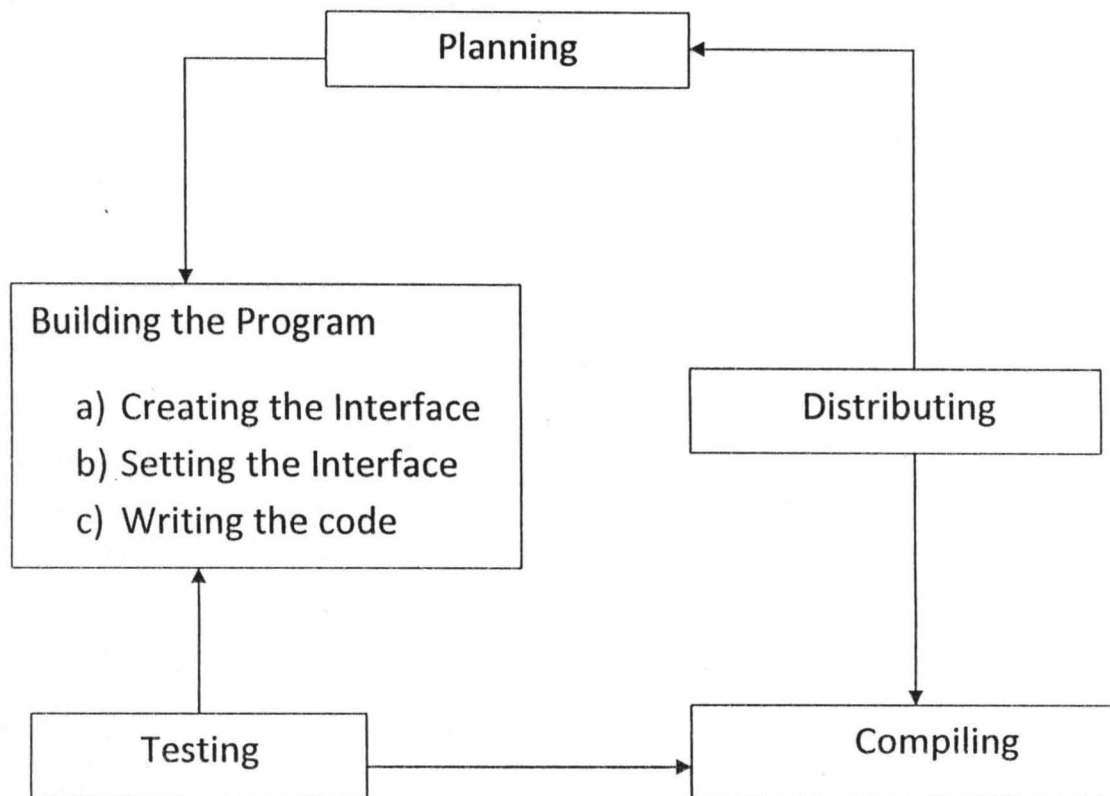 Planning
Building the Program
a) Creating the Interface
b) Setting the Interface
c) Writing the code
Distributing
Testing
Compiling